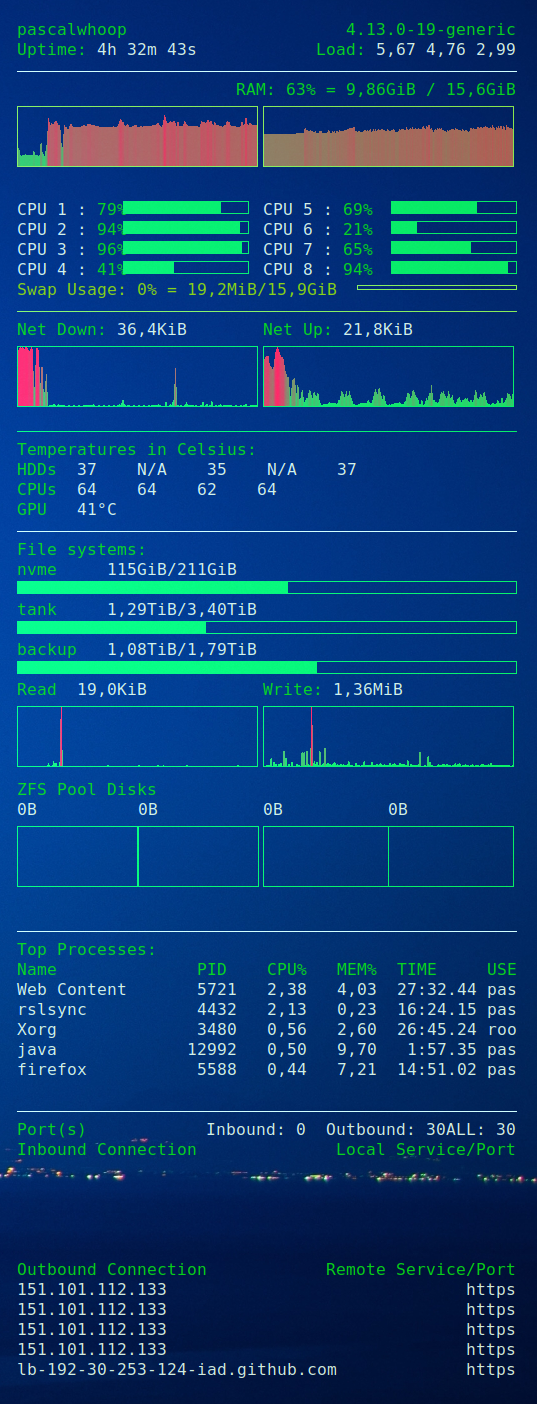 pascalwhoop 4.13.0-19-generic
Uptime: 4h 32m 43s Load: 5,67 4,76 2,99
RAM: 63% = 9,86GiB / 15,6GiB
CPU 1 : 79% CPU 5 : 69%
CPU 2 : 94% CPU 6 : 21%
CPU 3 : 96% CPU 7 : 65%
CPU 4 : 41% CPU 8 : 94%
Swap Usage: 0% = 19,2MiB/15,9GiB
Net Down: 36,4KiB Net Up: 21,8KiB
Temperatures in Celsius:
HDDs 37 N/A 35 N/A 37
CPUs 64 64 62 64
GPU 41°C
File systems:
nvme 115GiB/211GiB
tank 1,29TiB/3,40TiB
backup 1,08TiB/1,79TiB
Read 19,0KiB Write: 1,36MiB
ZFS Pool Disks
0B 0B 0B 0B
Top Processes:
Name PID CPU% MEM% TIME USE
Web Content 5721 2,38 4,03 27:32.44 pas
rslsync 4432 2,13 0,23 16:24.15 pas
Xorg 3480 0,56 2,60 26:45.24 roo
java 12992 0,50 9,70 1:57.35 pas
firefox 5588 0,44 7,21 14:51.02 pas
Port(s) Inbound: 0 Outbound: 30ALL: 30
Inbound Connection Local Service/Port
Outbound Connection Remote Service/Port
151.101.112.133 https
151.101.112.133 https
151.101.112.133 https
151.101.112.133 https
lb-192-30-253-124-iad.github.com https